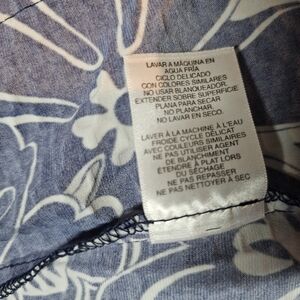 LAVAR A MÁQUINA EN
AGUA FRÍA
CICLO DELICADO
CON COLORES SIMILARES
NO USAR BLANQUEADOR.
EXTENDER SOBRE SUPERFICIE
PLANA PARA SECAR
NO PLANCHAR.
NO LAVAR EN SECO.
LAVER À LA MACHINE À L'EAU
FROIDE CYCLE DÉLICAT
AVEC COULEURS SIMILAIRES
NE PAS UTILISER AGENT
DE BLANCHIMENT
ÉTENDRE À PLAT LORS
DU SÉCHAGE
NE PAS REPASSER
NE PAS NETTOYER À SEC